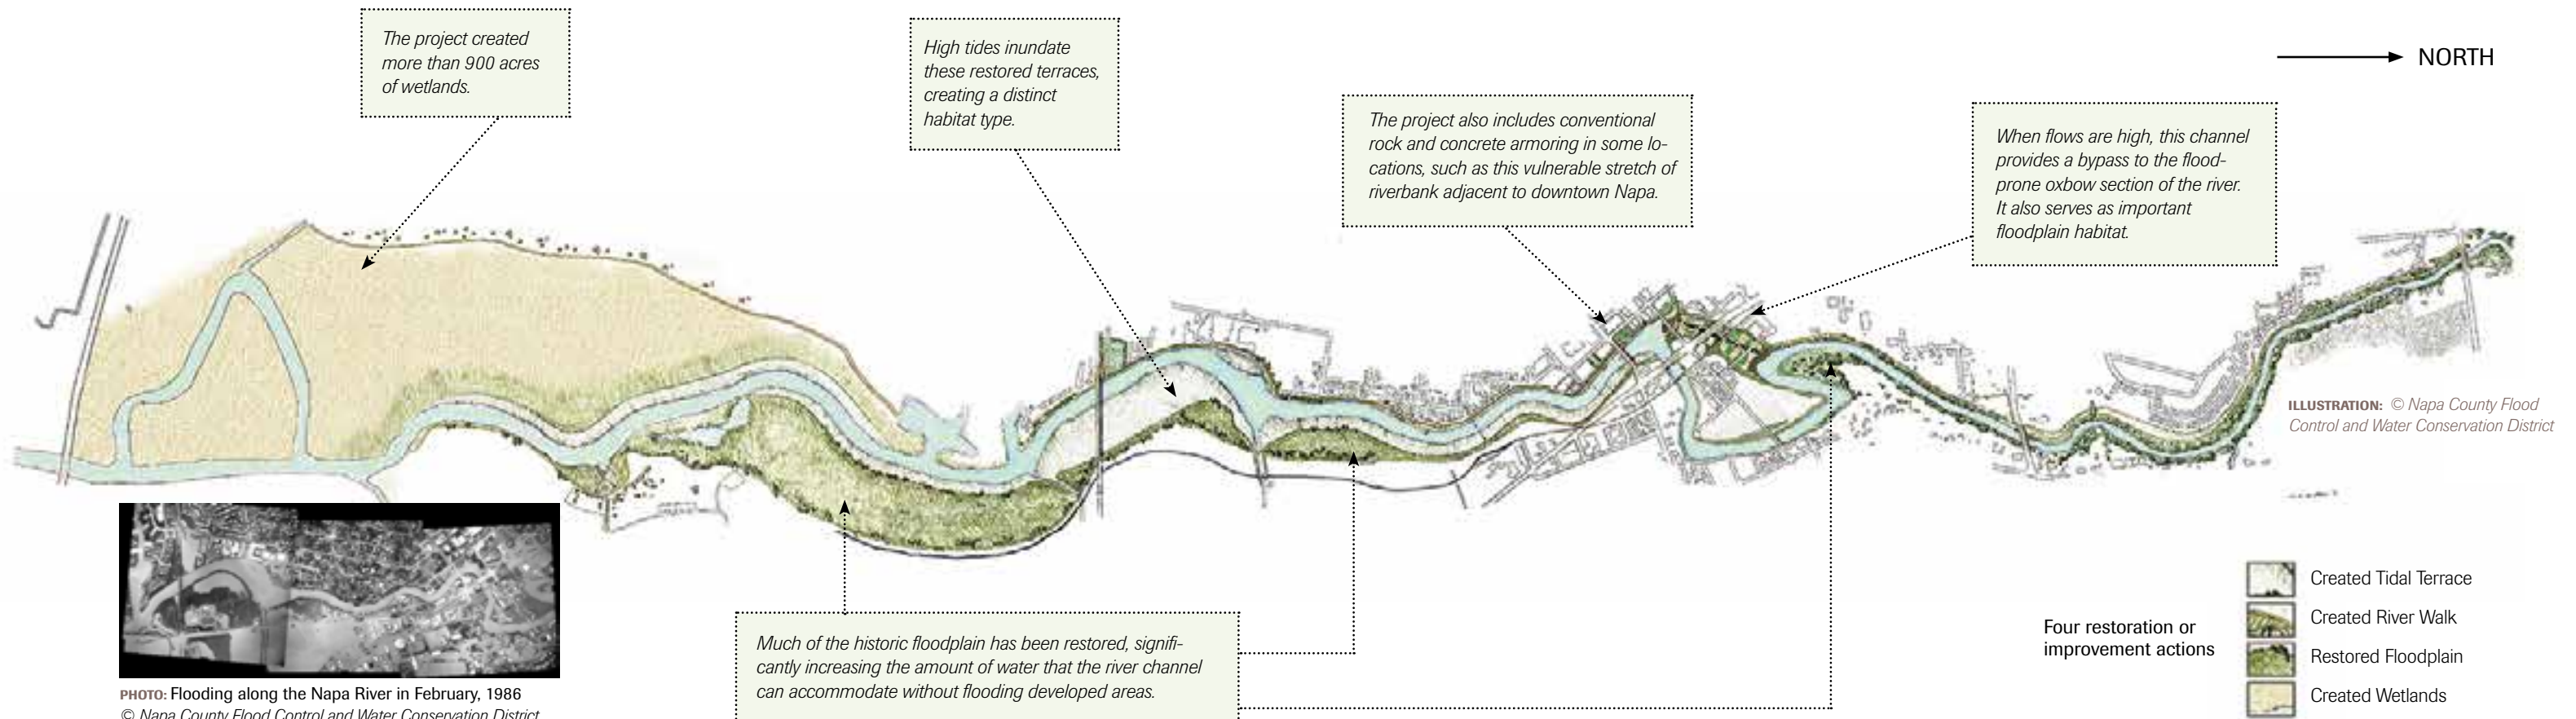 The project created
more than 900 acres
of wetlands.
High tides inundate
these restored terraces,
creating a distinct
habitat type.
The project also includes conventional
rock and concrete armoring in some lo-
cations, such as this vulnerable stretch of
riverbank adjacent to downtown Napa.
When flows are high, this channel
provides a bypass to the flood-
prone oxbow section of the river.
It also serves as important
floodplain habitat.
NORTH
ILLUSTRATION: © Napa County Flood
Control and Water Conservation District
PHOTO: Flooding along the Napa River in February, 1986
© Napa County Flood Control and Water Conservation District
Much of the historic floodplain has been restored, signifi-
cantly increasing the amount of water that the river channel
can accommodate without flooding developed areas.
Four restoration or
improvement actions
Created Tidal Terrace
Created River Walk
Restored Floodplain
Created Wetlands